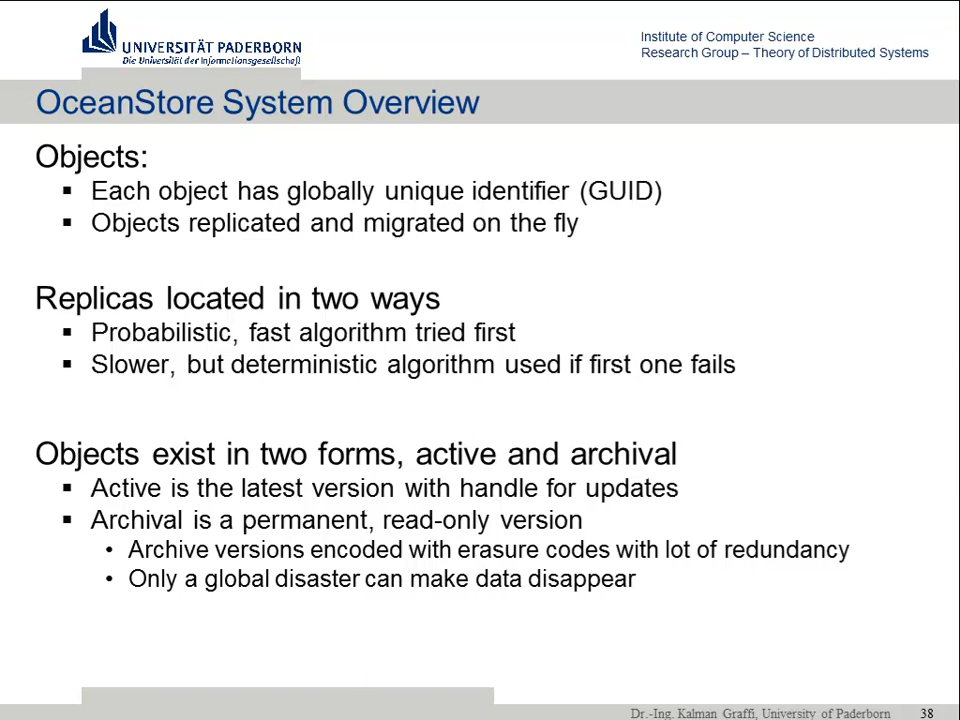 UNIVERSITÄT PADERBORN
Die Universität der Informationsgesellschaft
Institute of Computer Science
Research Group – Theory of Distributed Systems
OceanStore System Overview
Objects:
▪ Each object has globally unique identifier (GUID)
▪ Objects replicated and migrated on the fly
Replicas located in two ways
▪ Probabilistic, fast algorithm tried first
▪ Slower, but deterministic algorithm used if first one fails
Objects exist in two forms, active and archival
▪ Active is the latest version with handle for updates
▪ Archival is a permanent, read-only version
• Archive versions encoded with erasure codes with lot of redundancy
• Only a global disaster can make data disappear
Dr.-Ing. Kalman Graffi, University of Paderborn 38